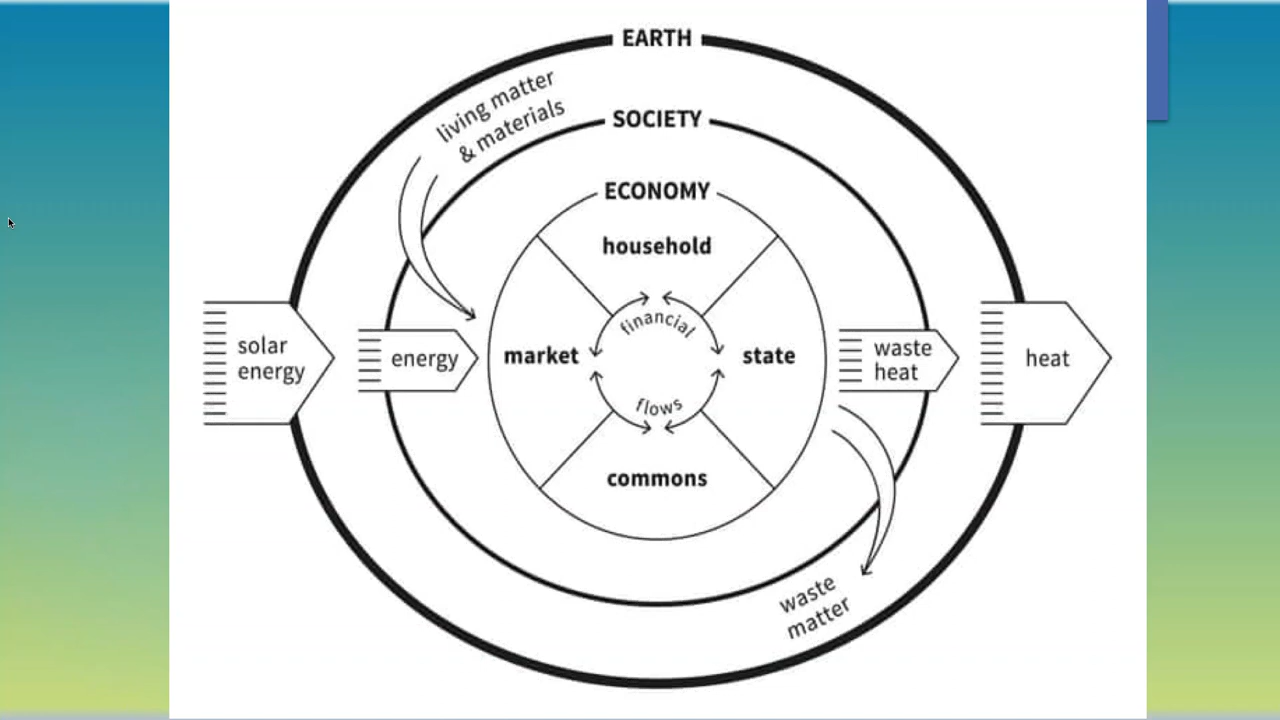 EARTH
living matter
& materials
SOCIETY
ECONOMY
household
financial
solar
energy
energy
market
state
waste
heat
heat
flows
commons
waste
matter